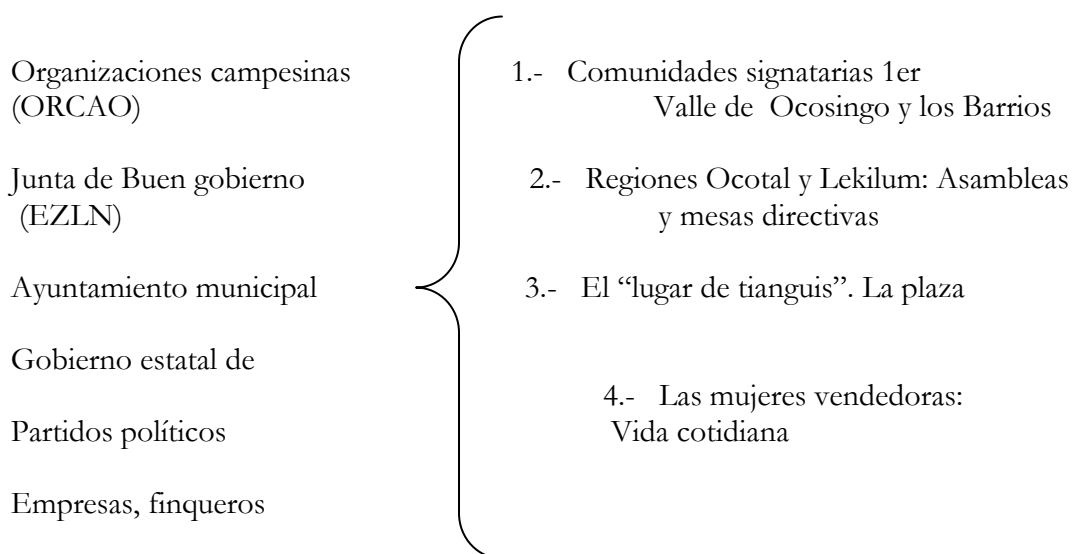 Organizaciones campesinas
(ORCAO)
Junta de Buen gobierno
(EZLN)
Ayuntamiento municipal
Gobierno estatal de
Partidos políticos
Empresas, finqueros
1.- Comunidades signatarias 1er
Valle de Ocosingo y los Barrios
2.- Regiones Ocotal y Lekilum: Asambleas
y mesas directivas
3.- El “lugar de tianguis”. La plaza
4.- Las mujeres vendedoras:
Vida cotidiana